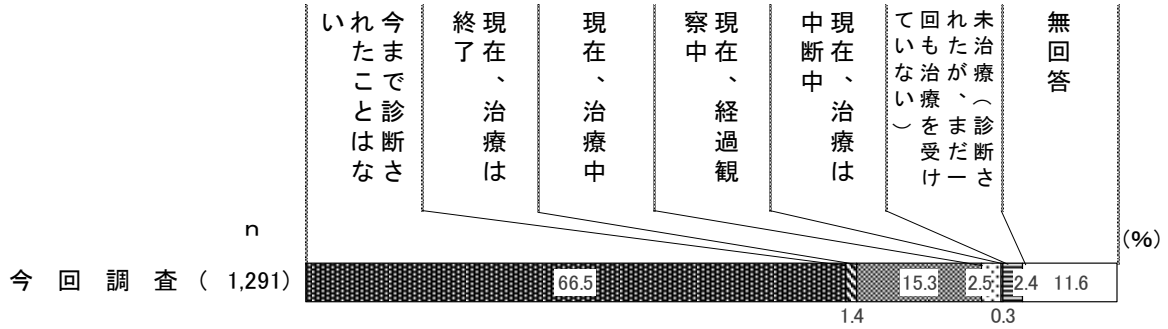 今まで診断さ
れたことはな
い
現在、治療は
終了
現在、治療中
現在、経過観
察中
現在、治療は
中断中
未治療（診断さ
れたが、まだ一
回も治療を受け
ていない）
無回答
n
(%)
今回調査( 1,291)
66.5
15.3
2.5
2.4
11.6
1.4
0.3